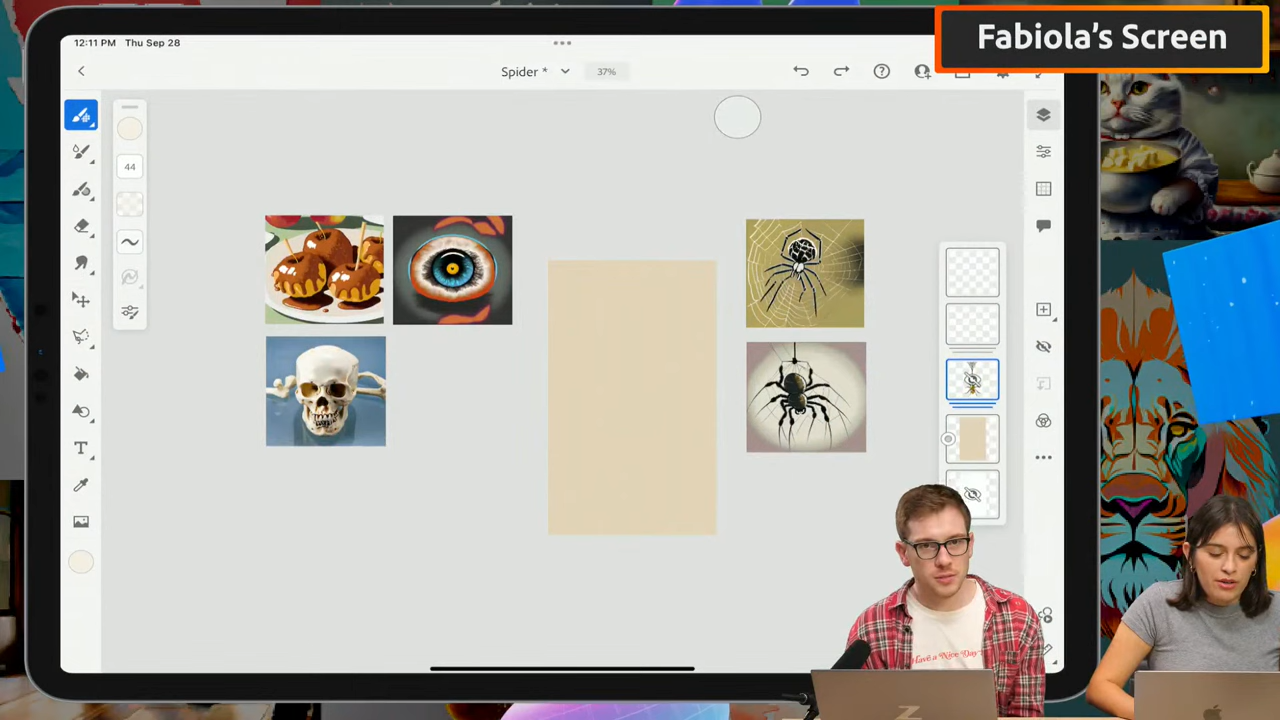 Fabiola's Screen
12:11 PM Thu Sep 28
Spider *
37%
44
T
Have a Nice Day